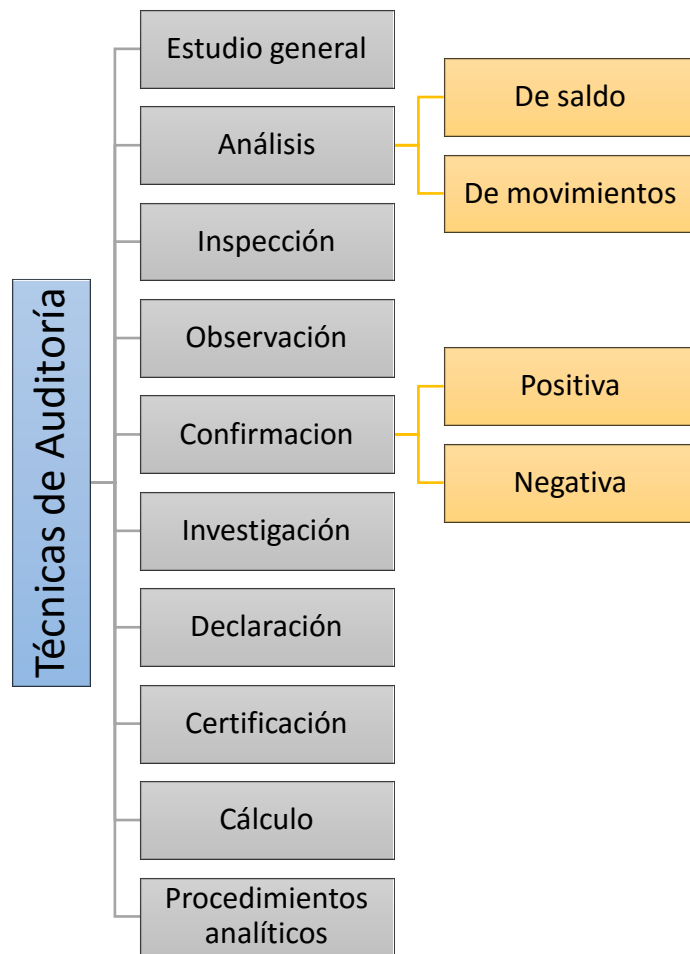 Técnicas de Auditoría
Estudio general
Análisis
De saldo
De movimientos
Inspección
Observación
Confirmacion
Positiva
Negativa
Investigación
Declaración
Certificación
Cálculo
Procedimientos
analíticos